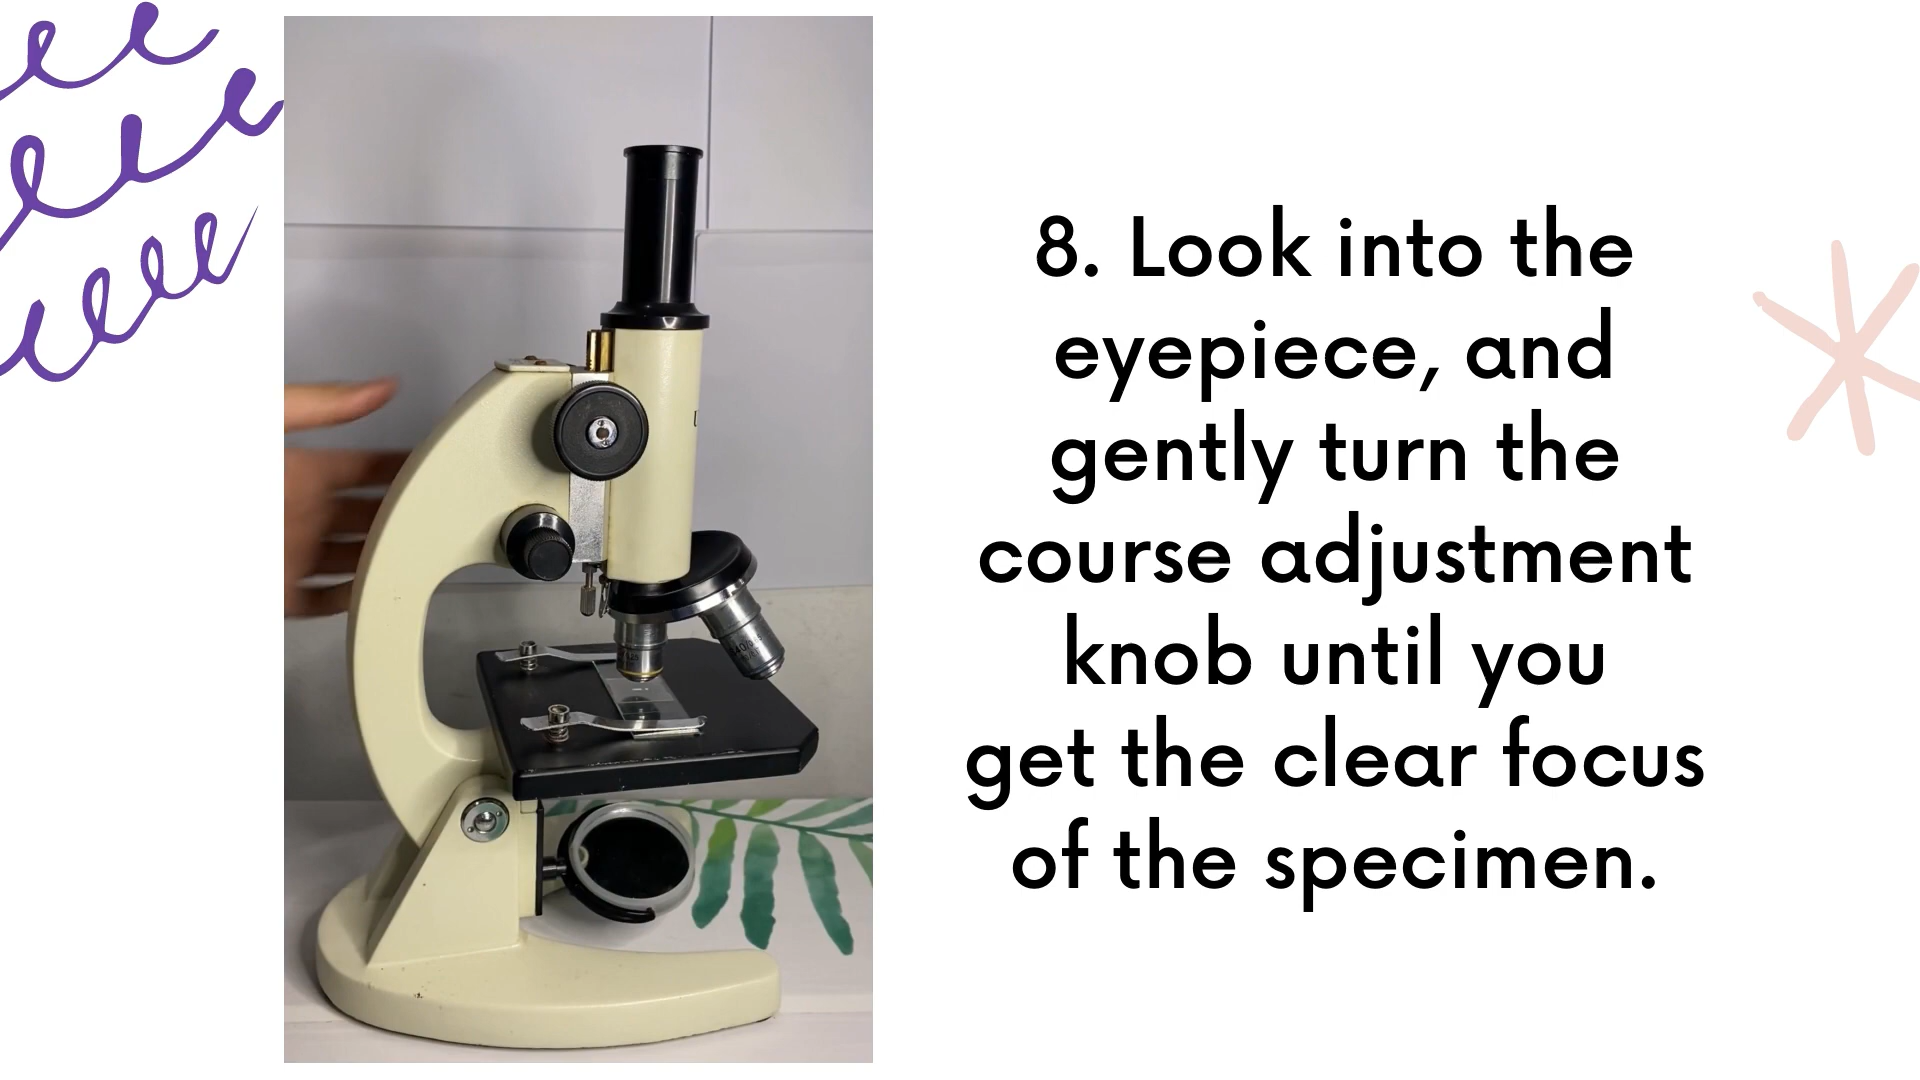 8. Look into the
eyepiece, and
gently turn the
course adjustment
knob until you
get the clear focus
of the specimen.